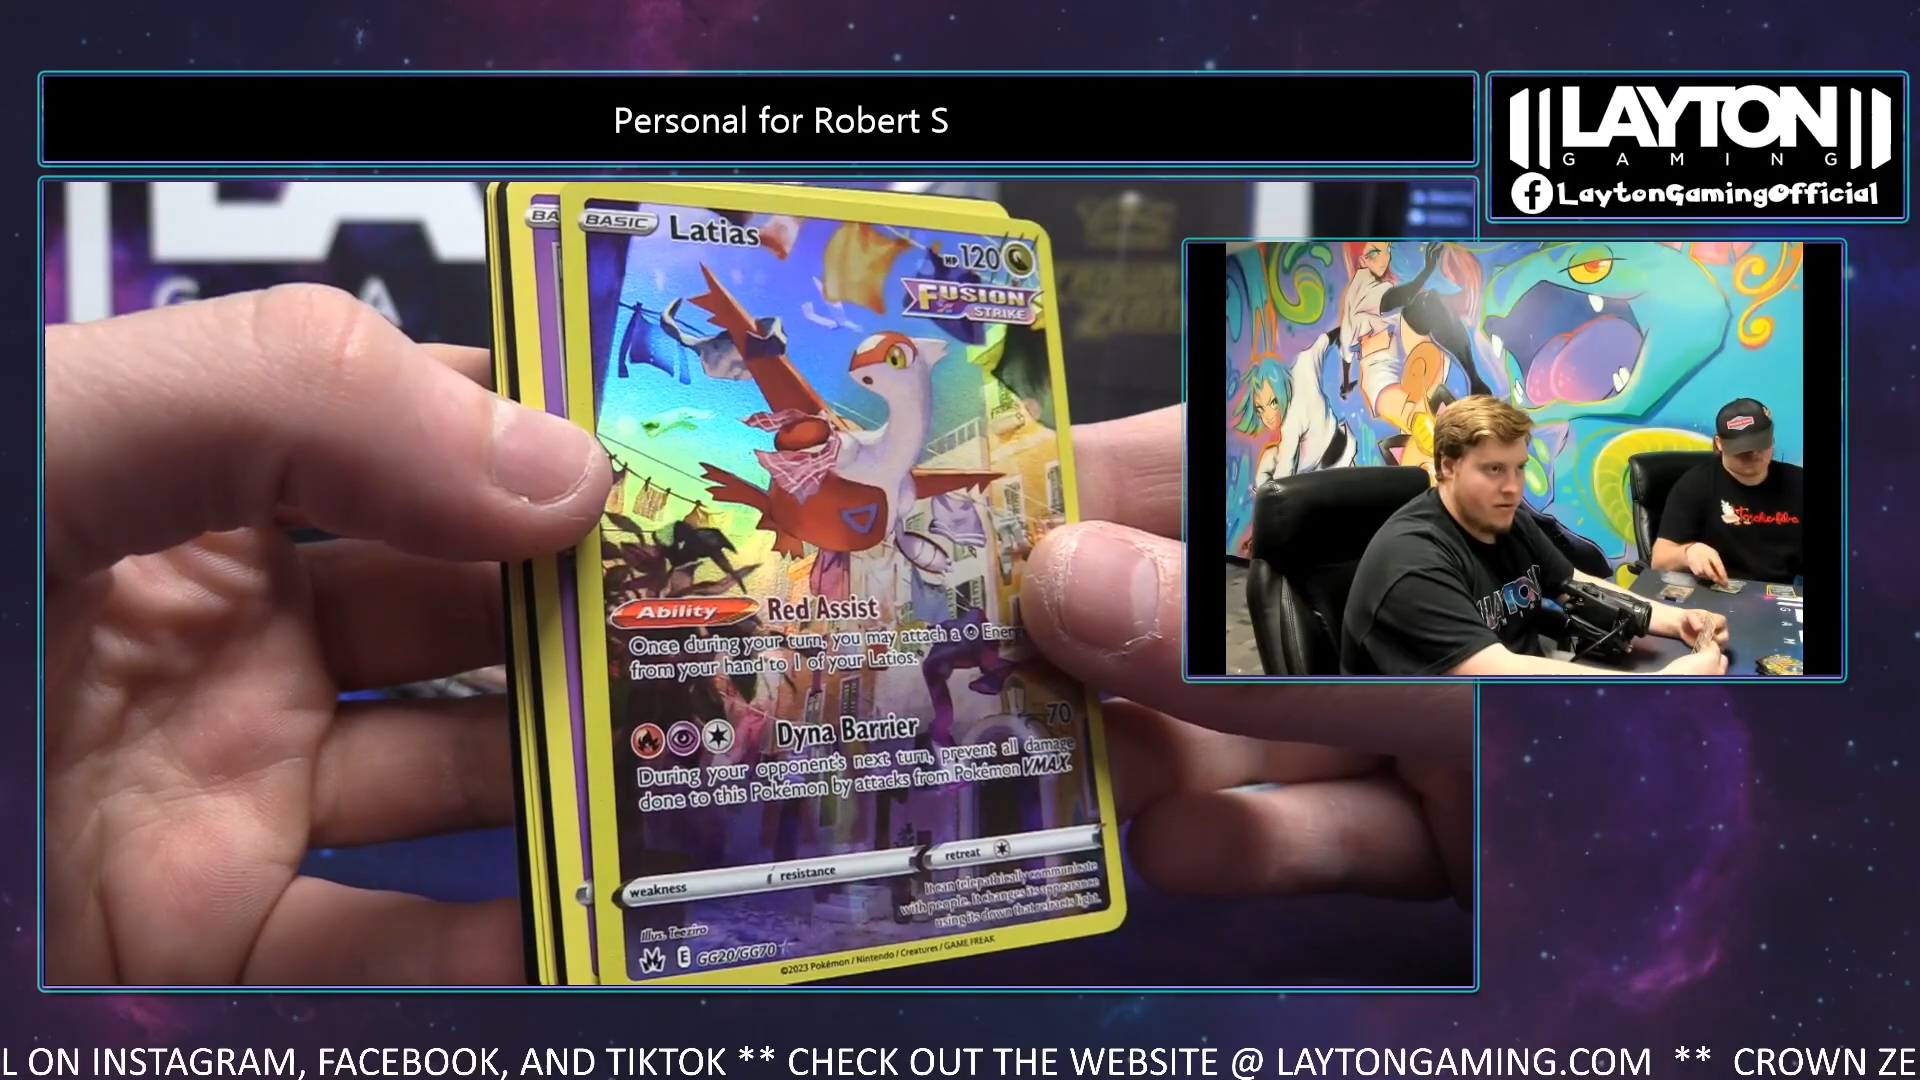 Personal for Robert S
LAYTON
GAMING
LaytonGamingOfficial
BASIC Latias
HP 120
FUSION
STRIKE
Ability Red Assist
Once during your turn, you may attach a Energ
from your hand to 1 of your Latios.
Dyna Barrier 70
During your opponent's next turn, prevent all damage
done to this Pokémon by attacks from Pokémon VMAX.
weakness resistance retreat
It can telepathically communicate
with people. It changes its appearance
using its down that refracts light.
Illus. Teeziro
E GG20/GG70
©2023 Pokémon / Nintendo / Creatures / GAME FREAK
BA
LAYTON
L ON INSTAGRAM, FACEBOOK, AND TIKTOK ** CHECK OUT THE WEBSITE @ LAYTONGAMING.COM ** CROWN ZE